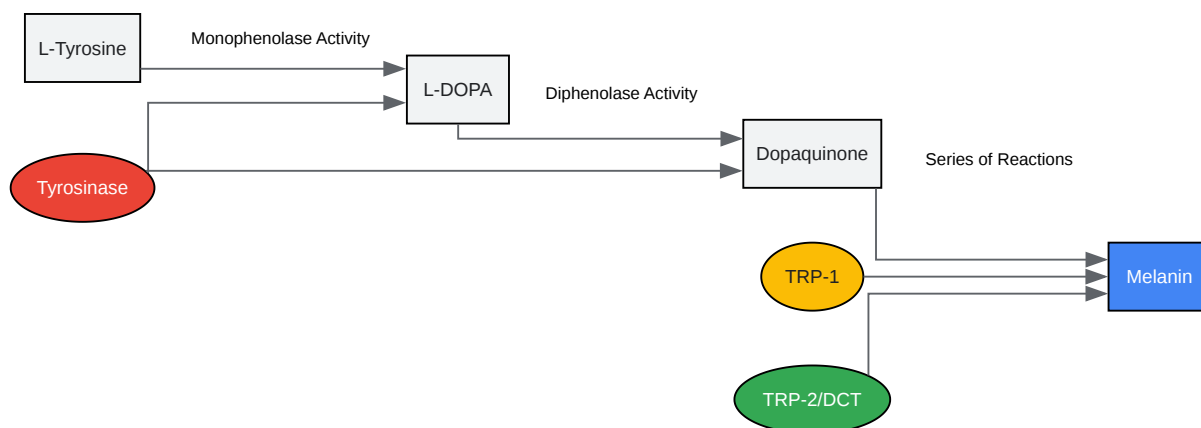 L-Tyrosine
Monophenolase Activity
L-DOPA
Diphenolase Activity
Dopaquinone
Series of Reactions
Tyrosinase
TRP-1
Melanin
TRP-2/DCT